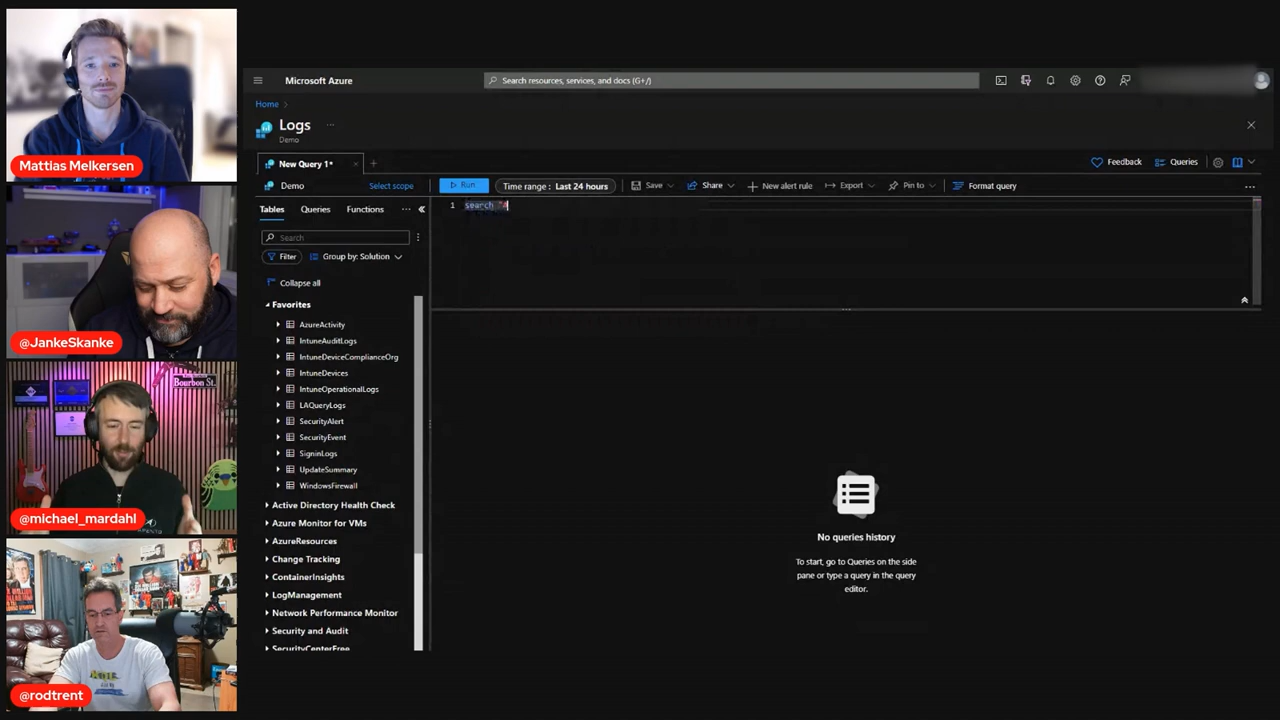 Mattias Melkersen
@JankeSkanke
Bourbon St.
@michael_mardahl
@rodtrent
Microsoft Azure
Search resources, services, and docs (G+/)
Home
Logs
Demo
New Query 1*
Feedback
Queries
Demo
Select scope
Run
Time range : Last 24 hours
Save
Share
New alert rule
Export
Pin to
Format query
Tables
Queries
Functions
1
search
Search
Filter
Group by: Solution
Collapse all
Favorites
AzureActivity
IntuneAuditLogs
IntuneDeviceComplianceOrg
IntuneDevices
IntuneOperationalLogs
LAQueryLogs
SecurityAlert
SecurityEvent
SigninLogs
UpdateSummary
WindowsFirewall
Active Directory Health Check
Azure Monitor for VMs
AzureResources
Change Tracking
ContainerInsights
LogManagement
Network Performance Monitor
Security and Audit
SecurityCenterFree
No queries history
To start, go to Queries on the side
pane or type a query in the query
editor.